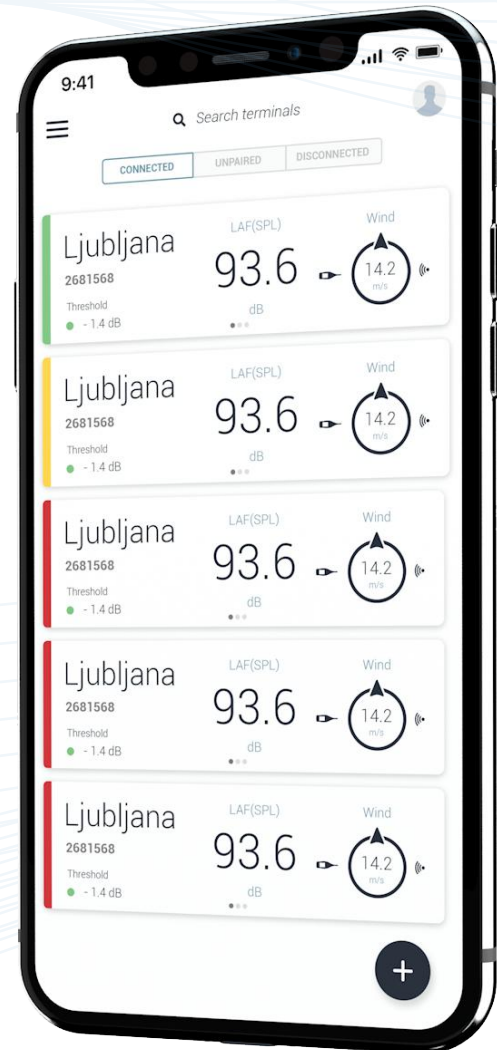 9:41
Search terminals
CONNECTED UNPAIRED DISCONNECTED
Ljubljana
2681568
Threshold
- 1.4 dB
LAF(SPL)
93.6
dB
Wind
14.2
m/s
Ljubljana
2681568
Threshold
- 1.4 dB
LAF(SPL)
93.6
dB
Wind
14.2
m/s
Ljubljana
2681568
Threshold
- 1.4 dB
LAF(SPL)
93.6
dB
Wind
14.2
m/s
Ljubljana
2681568
Threshold
- 1.4 dB
LAF(SPL)
93.6
dB
Wind
14.2
m/s
Ljubljana
2681568
Threshold
- 1.4 dB
LAF(SPL)
93.6
dB
Wind
14.2
m/s
+